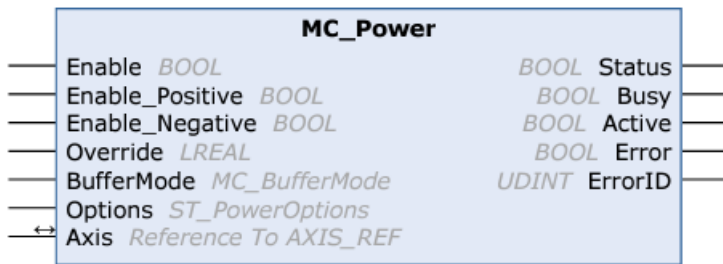 MC_Power
Enable BOOL BOOL Status
Enable_Positive BOOL BOOL Busy
Enable_Negative BOOL BOOL Active
Override LREAL BOOL Error
BufferMode MC_BufferMode UDINT ErrorID
Options ST_PowerOptions
Axis Reference To AXIS_REF